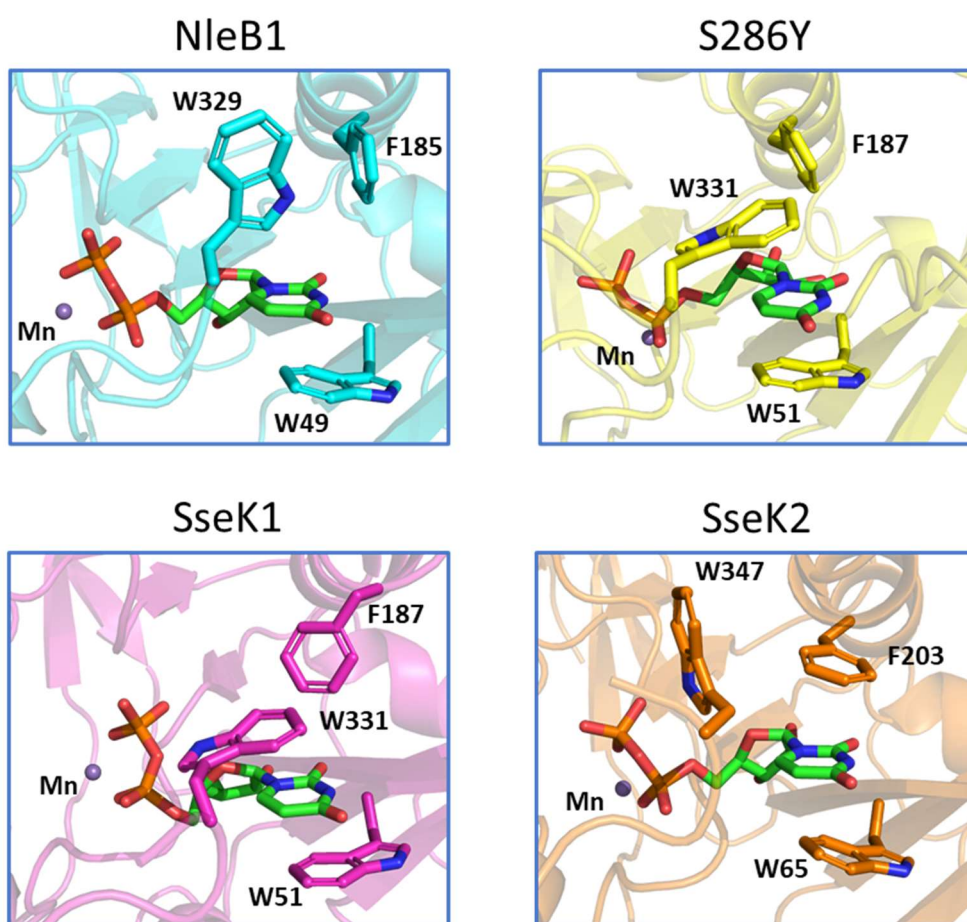 NleB1
W329
F185
Mn
W49
S286Y
F187
W331
Mn
W51
SseK1
F187
W331
Mn
W51
SseK2
W347
F203
Mn
W65